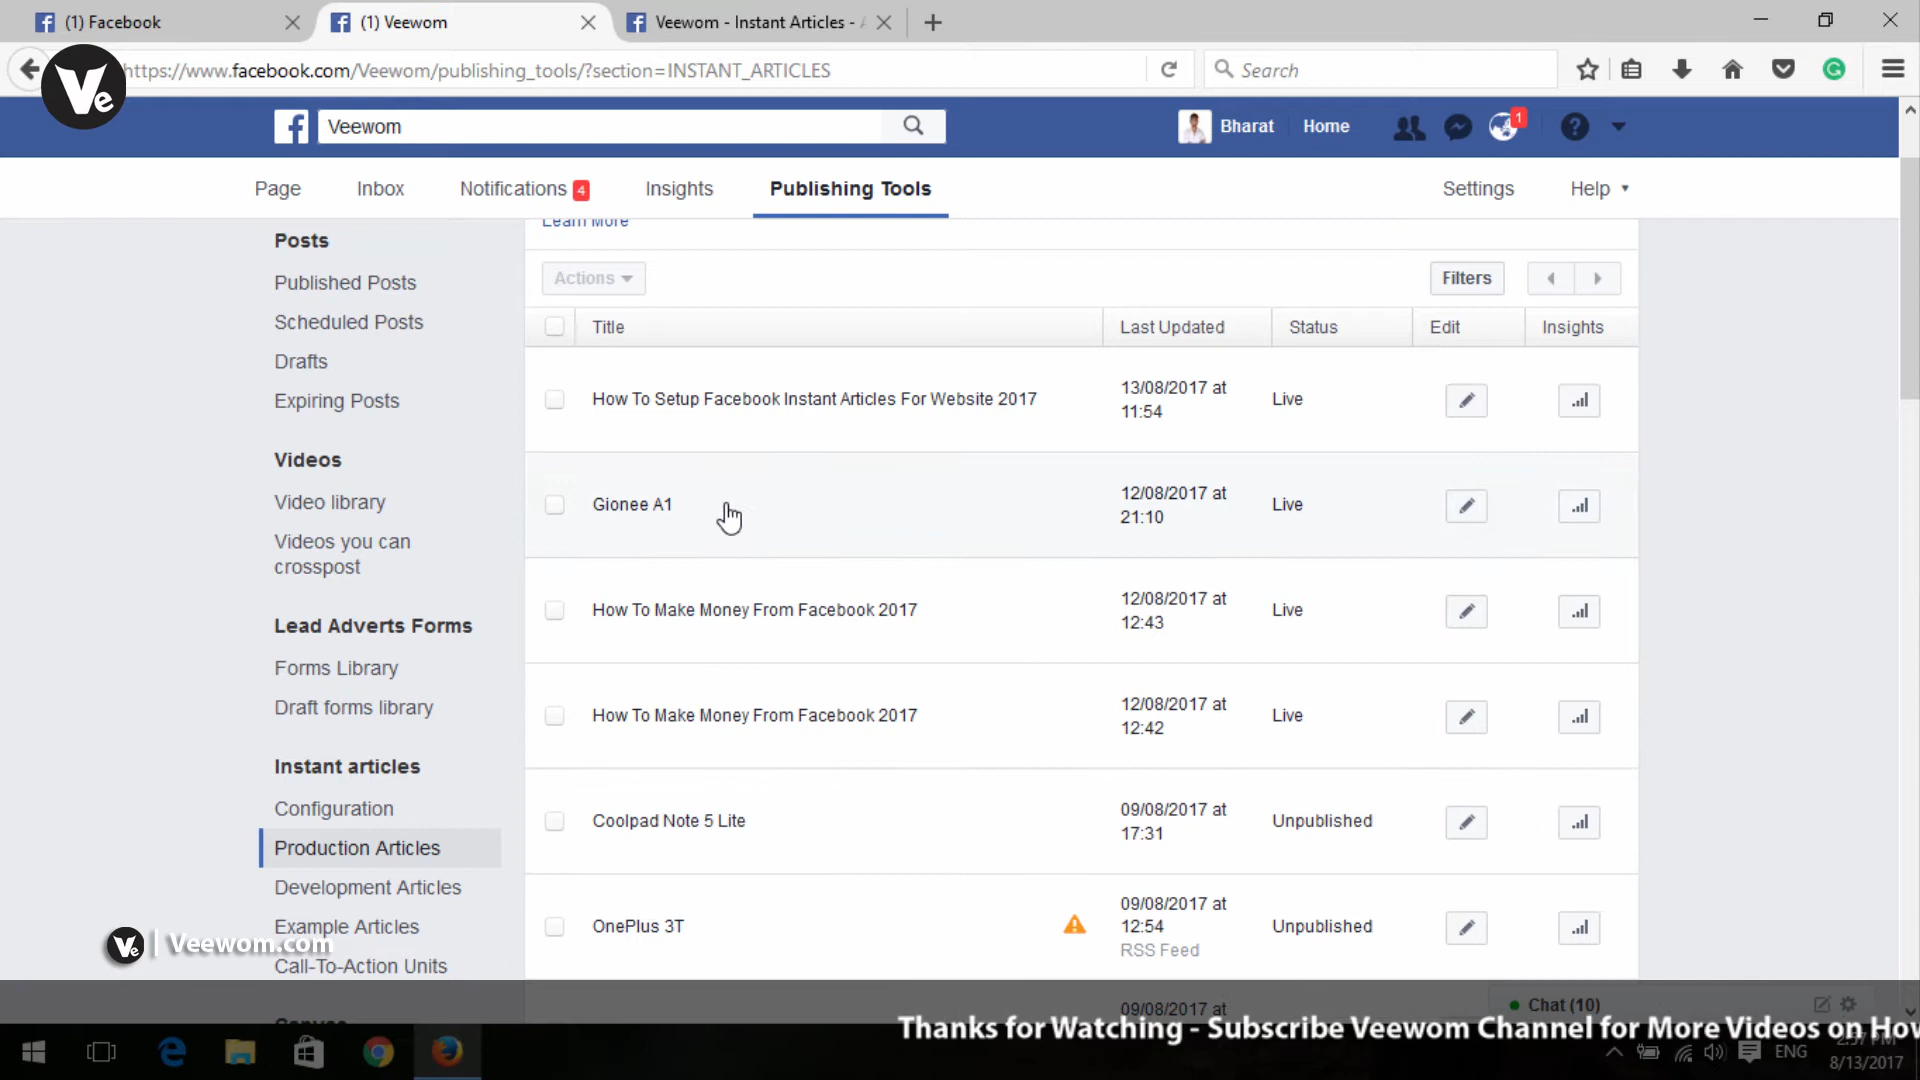 (1) Facebook
(1) Veewom
Veewom - Instant Articles -
https://www.facebook.com/Veewom/publishing_tools/?section=INSTANT_ARTICLES
Search
Ve
Veewom
Bharat
Home
1
Page
Inbox
Notifications 4
Insights
Publishing Tools
Settings
Help
Learn More
Posts
Published Posts
Scheduled Posts
Drafts
Expiring Posts
Videos
Video library
Videos you can
crosspost
Lead Adverts Forms
Forms Library
Draft forms library
Instant articles
Configuration
Production Articles
Development Articles
Example Articles
Call-To-Action Units
Actions
Filters
Title
Last Updated
Status
Edit
Insights
How To Setup Facebook Instant Articles For Website 2017
13/08/2017 at
11:54
Live
Gionee A1
12/08/2017 at
21:10
Live
How To Make Money From Facebook 2017
12/08/2017 at
12:43
Live
How To Make Money From Facebook 2017
12/08/2017 at
12:42
Live
Coolpad Note 5 Lite
09/08/2017 at
17:31
Unpublished
OnePlus 3T
09/08/2017 at
12:54
RSS Feed
Unpublished
09/08/2017 at
Ve | Veewom.com
Chat (10)
Thanks for Watching - Subscribe Veewom Channel for More Videos on How
ENG
8/13/2017